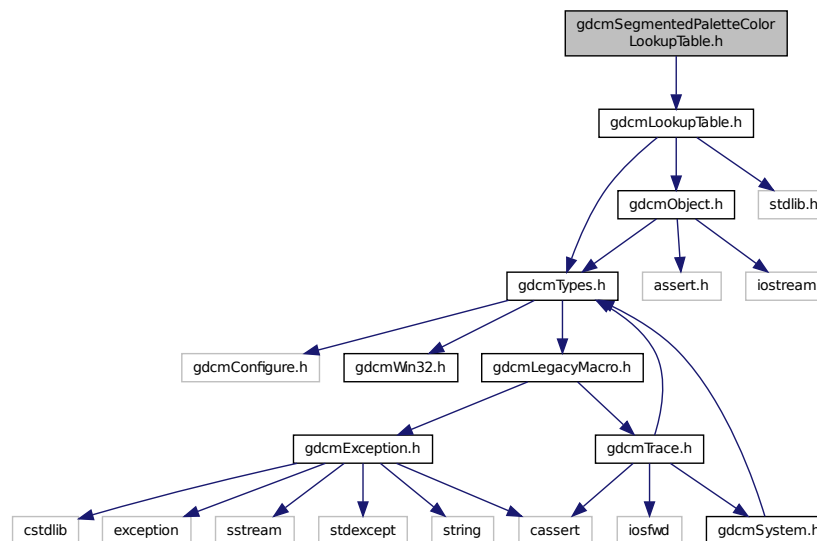 gdcmSegmentedPaletteColor
LookupTable.h
gdcmLookupTable.h
gdcmObject.h
stdlib.h
gdcmTypes.h
assert.h
iostream
gdcmConfigure.h
gdcmWin32.h
gdcmLegacyMacro.h
gdcmException.h
gdcmTrace.h
cstdlib
exception
sstream
stdexcept
string
cassert
iosfwd
gdcmSystem.h